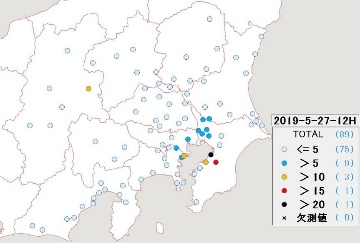 2019-5-27-12H
TOTAL (89)
<= 5 (75)
> 5 ( 9)
> 10 ( 3)
> 15 ( 1)
> 20 ( 1)
× 欠測値 ( 0)